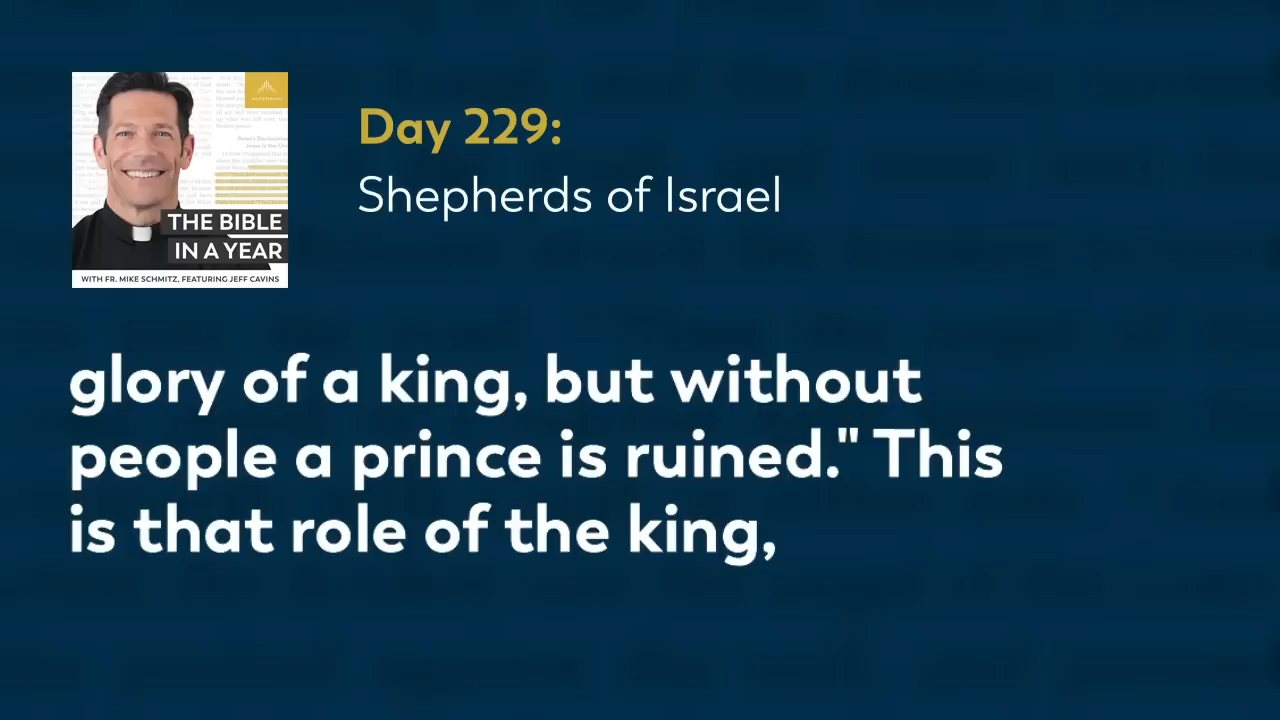 Day 229:
Shepherds of Israel
THE BIBLE
IN A YEAR
WITH FR. MIKE SCHMITZ, FEATURING JEFF CAVINS
glory of a king, but without
people a prince is ruined." This
is that role of the king,